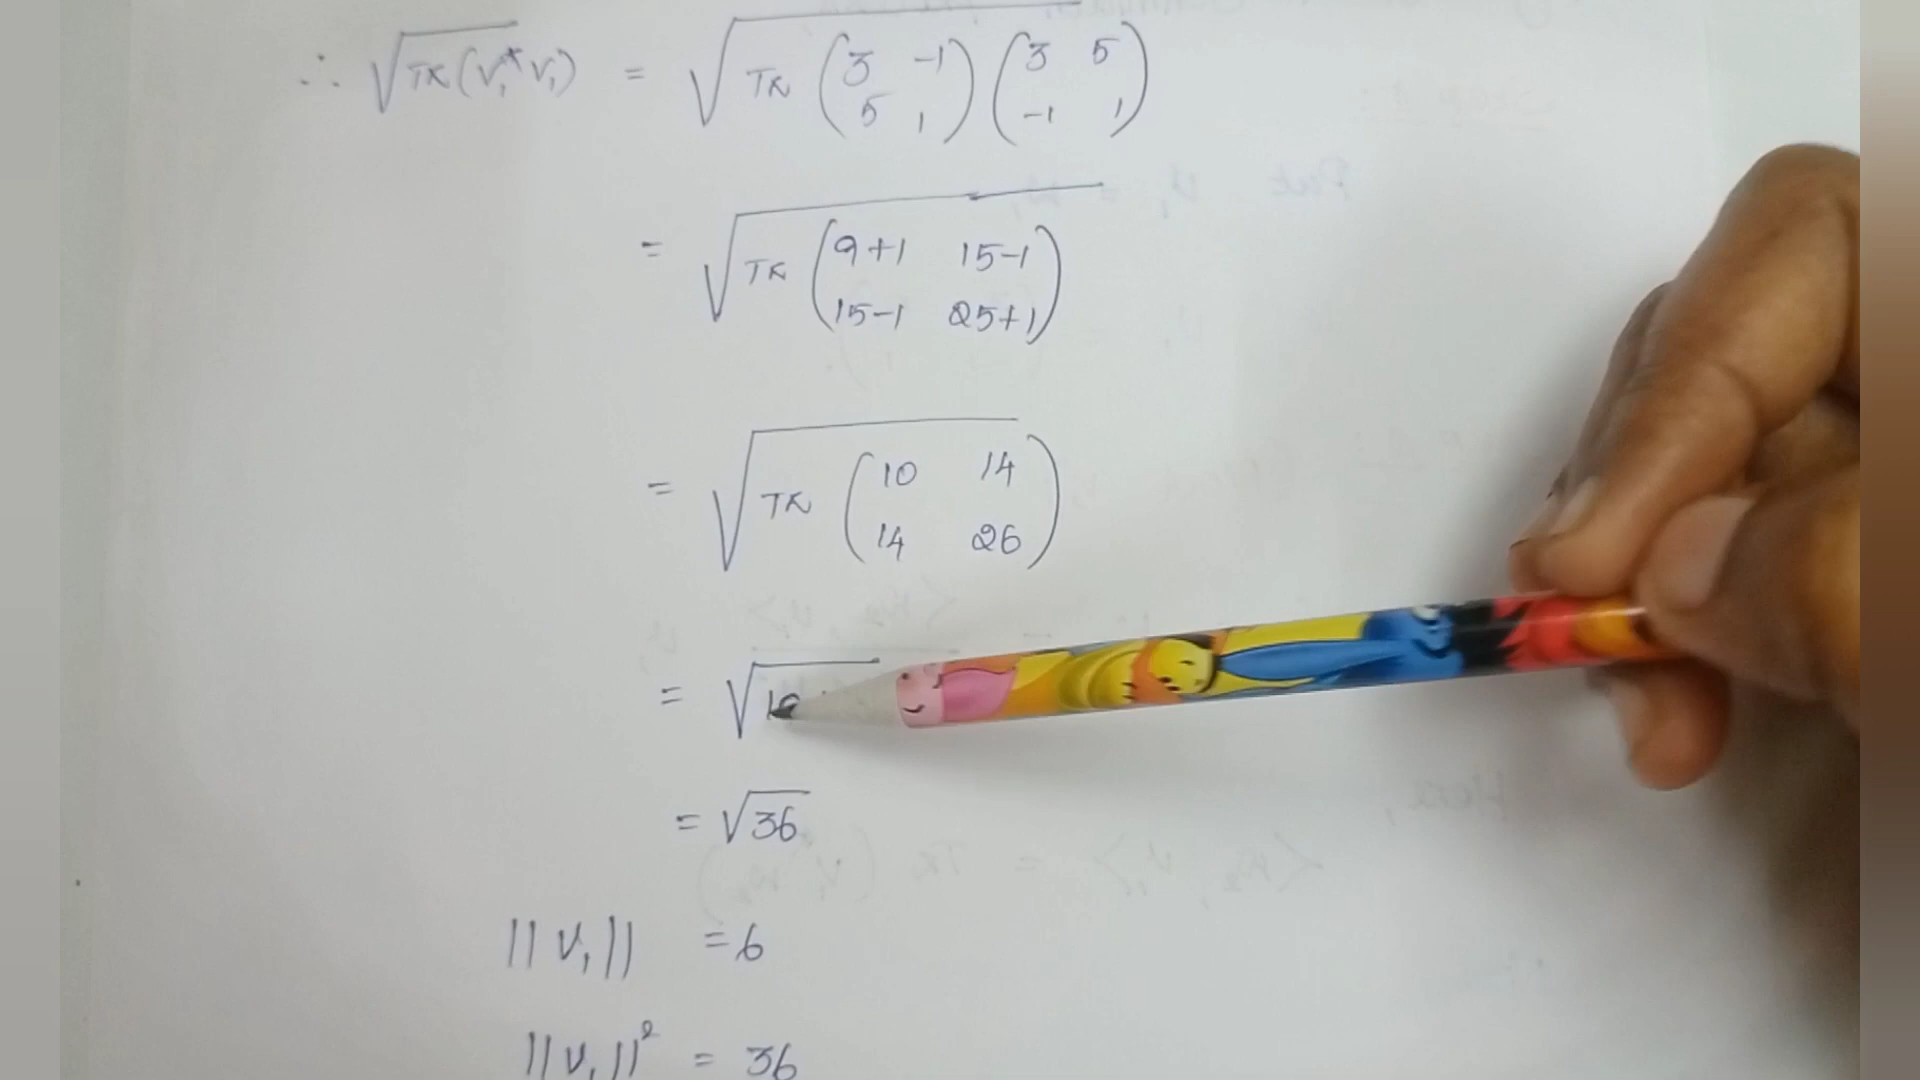 ∴ √Tr(V₁*V₁) = √Tr (3 -1
5 1) (3 5
-1 1)
= √Tr (9+1 15-1
15-1 25+1)
= √Tr (10 14
14 26)
= √10
= √36
||V₁|| = 6
||V₁||² = 36